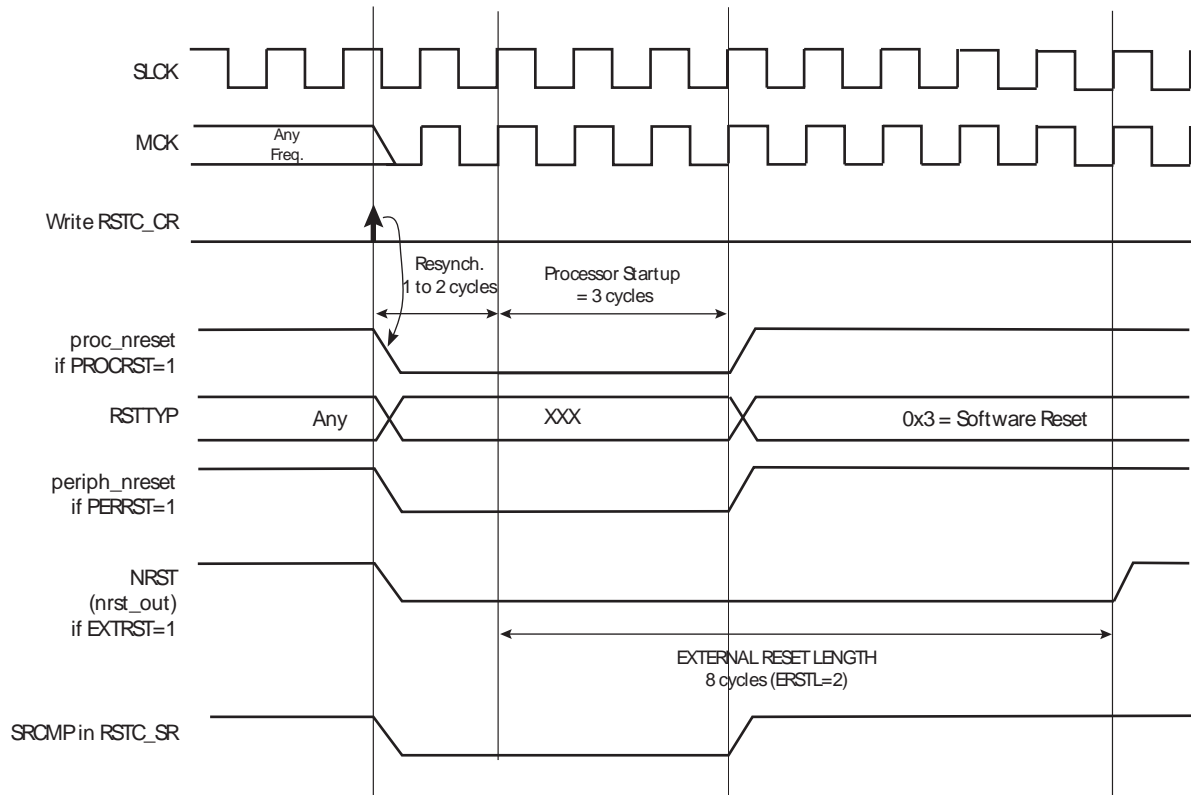 SLCK
MCK
Any
Freq.
Write RSTC_CR
Resynch.
1 to 2 cycles
Processor Startup
= 3 cycles
proc_nreset
if PROCRST=1
RSTTYP
Any
XXX
0x3 = Software Reset
periph_nreset
if PERRST=1
NRST
(nrst_out)
if EXTRST=1
EXTERNAL RESET LENGTH
8 cycles (ERSTL=2)
SRCMP in RSTC_SR